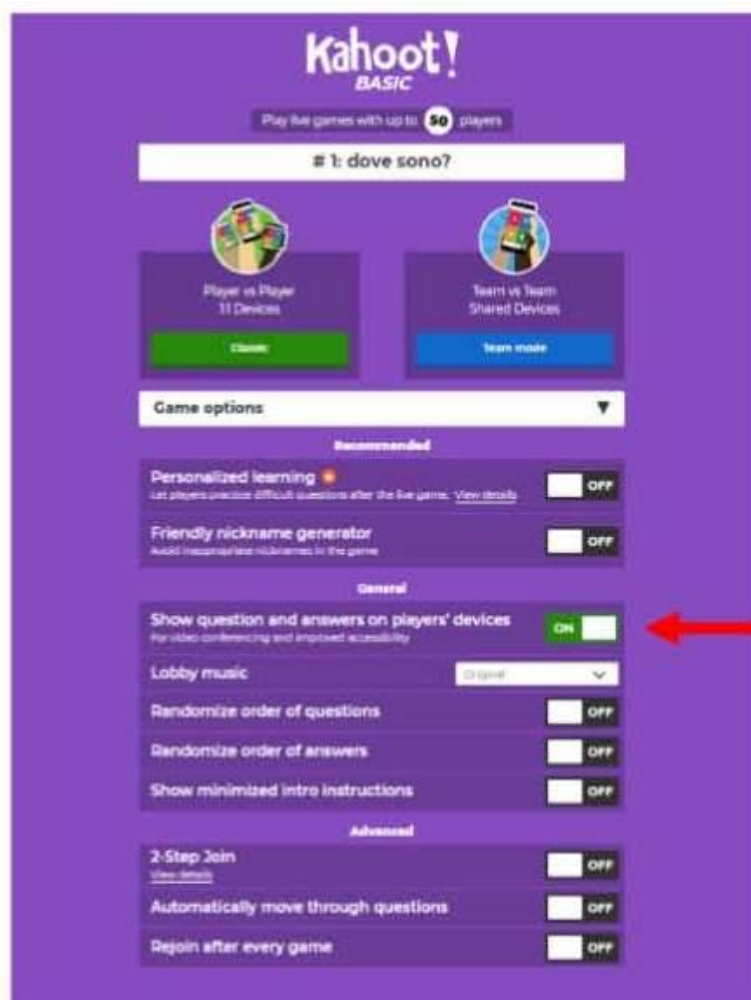 Kahoot!
BASIC
Play live games with up to 50 players
# 1: dove sono?
Player vs Player
1:1 Devices
Classic
Team vs Team
Shared Devices
Team mode
Game options
Recommended
Personalized learning
Let players practice difficult questions after the live game. View details
OFF
Friendly nickname generator
Avoid inappropriate nicknames in the game
OFF
General
Show question and answers on players' devices
For video conferencing and improved accessibility
ON
Lobby music
Original
Randomize order of questions
OFF
Randomize order of answers
OFF
Show minimized intro instructions
OFF
Advanced
2-Step Join
View details
OFF
Automatically move through questions
OFF
Rejoin after every game
OFF